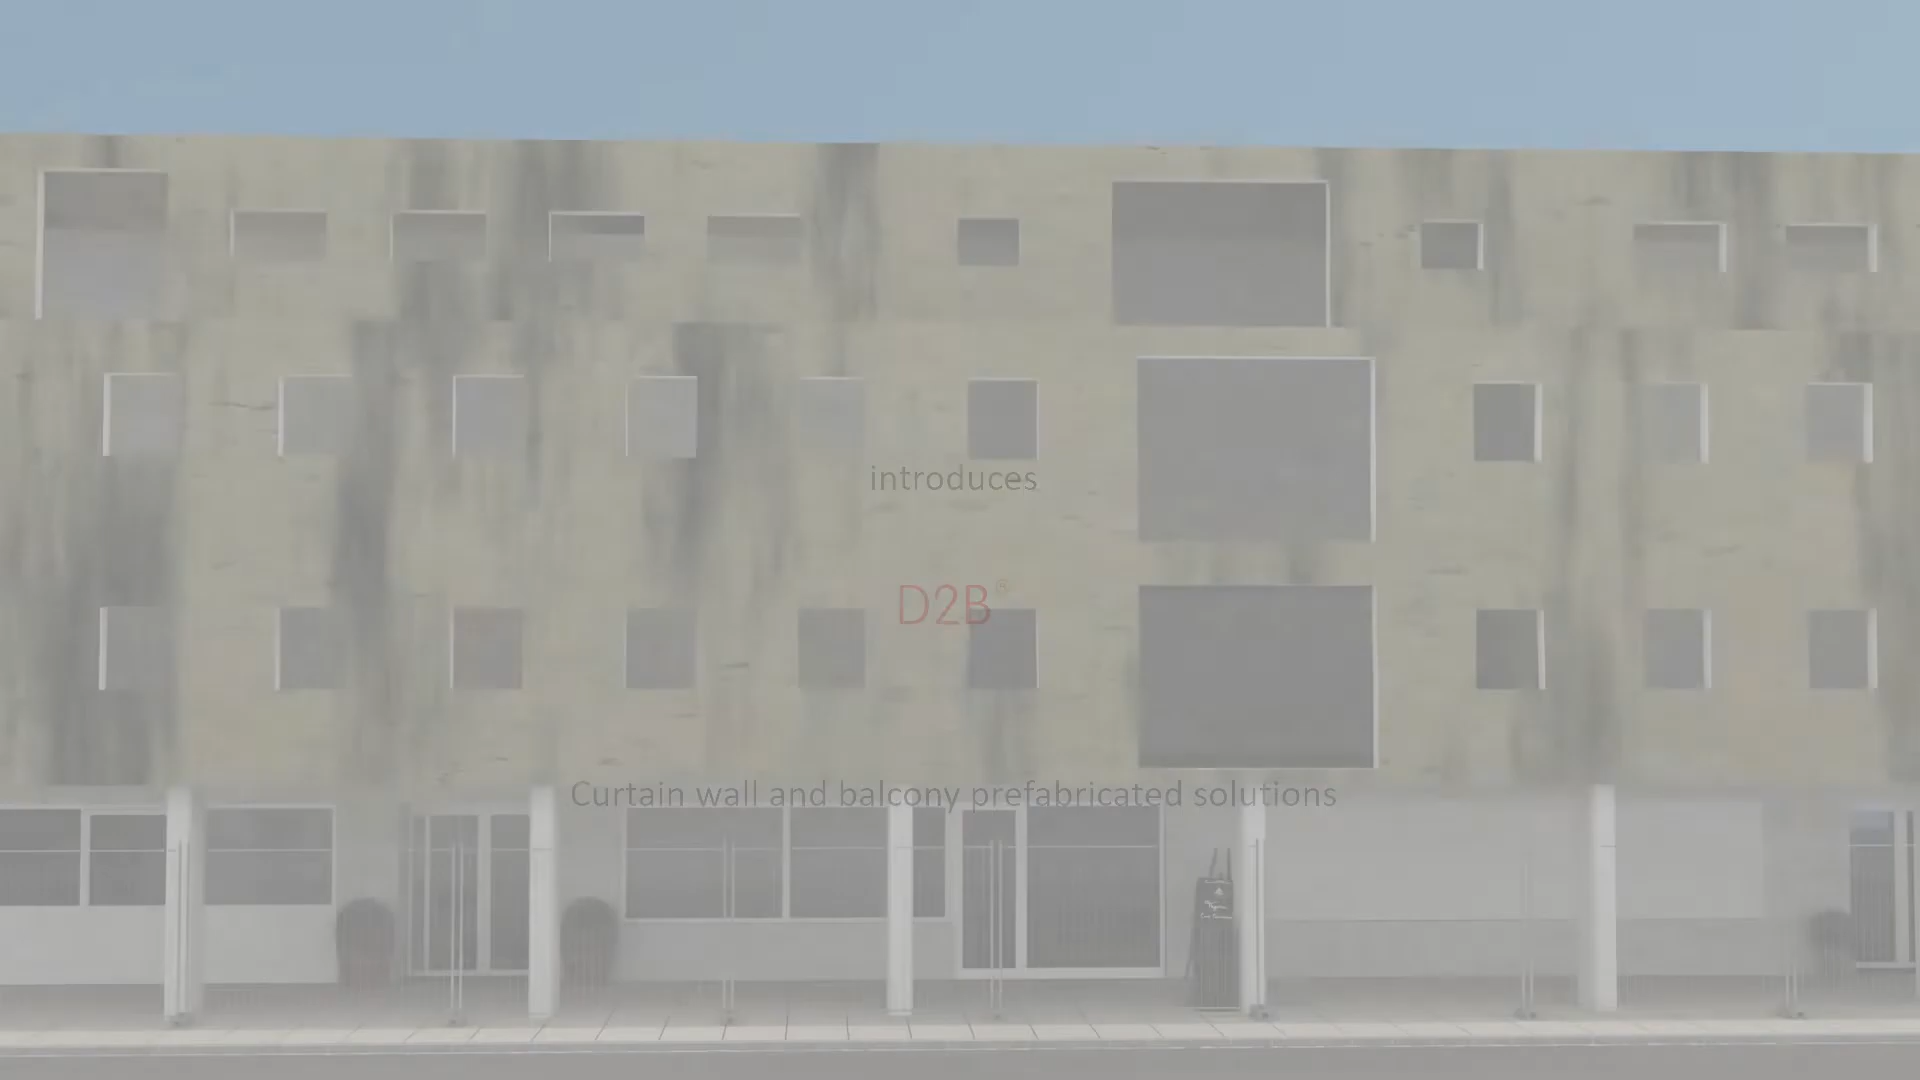 introduces
D2B®
Curtain wall and balcony prefabricated solutions